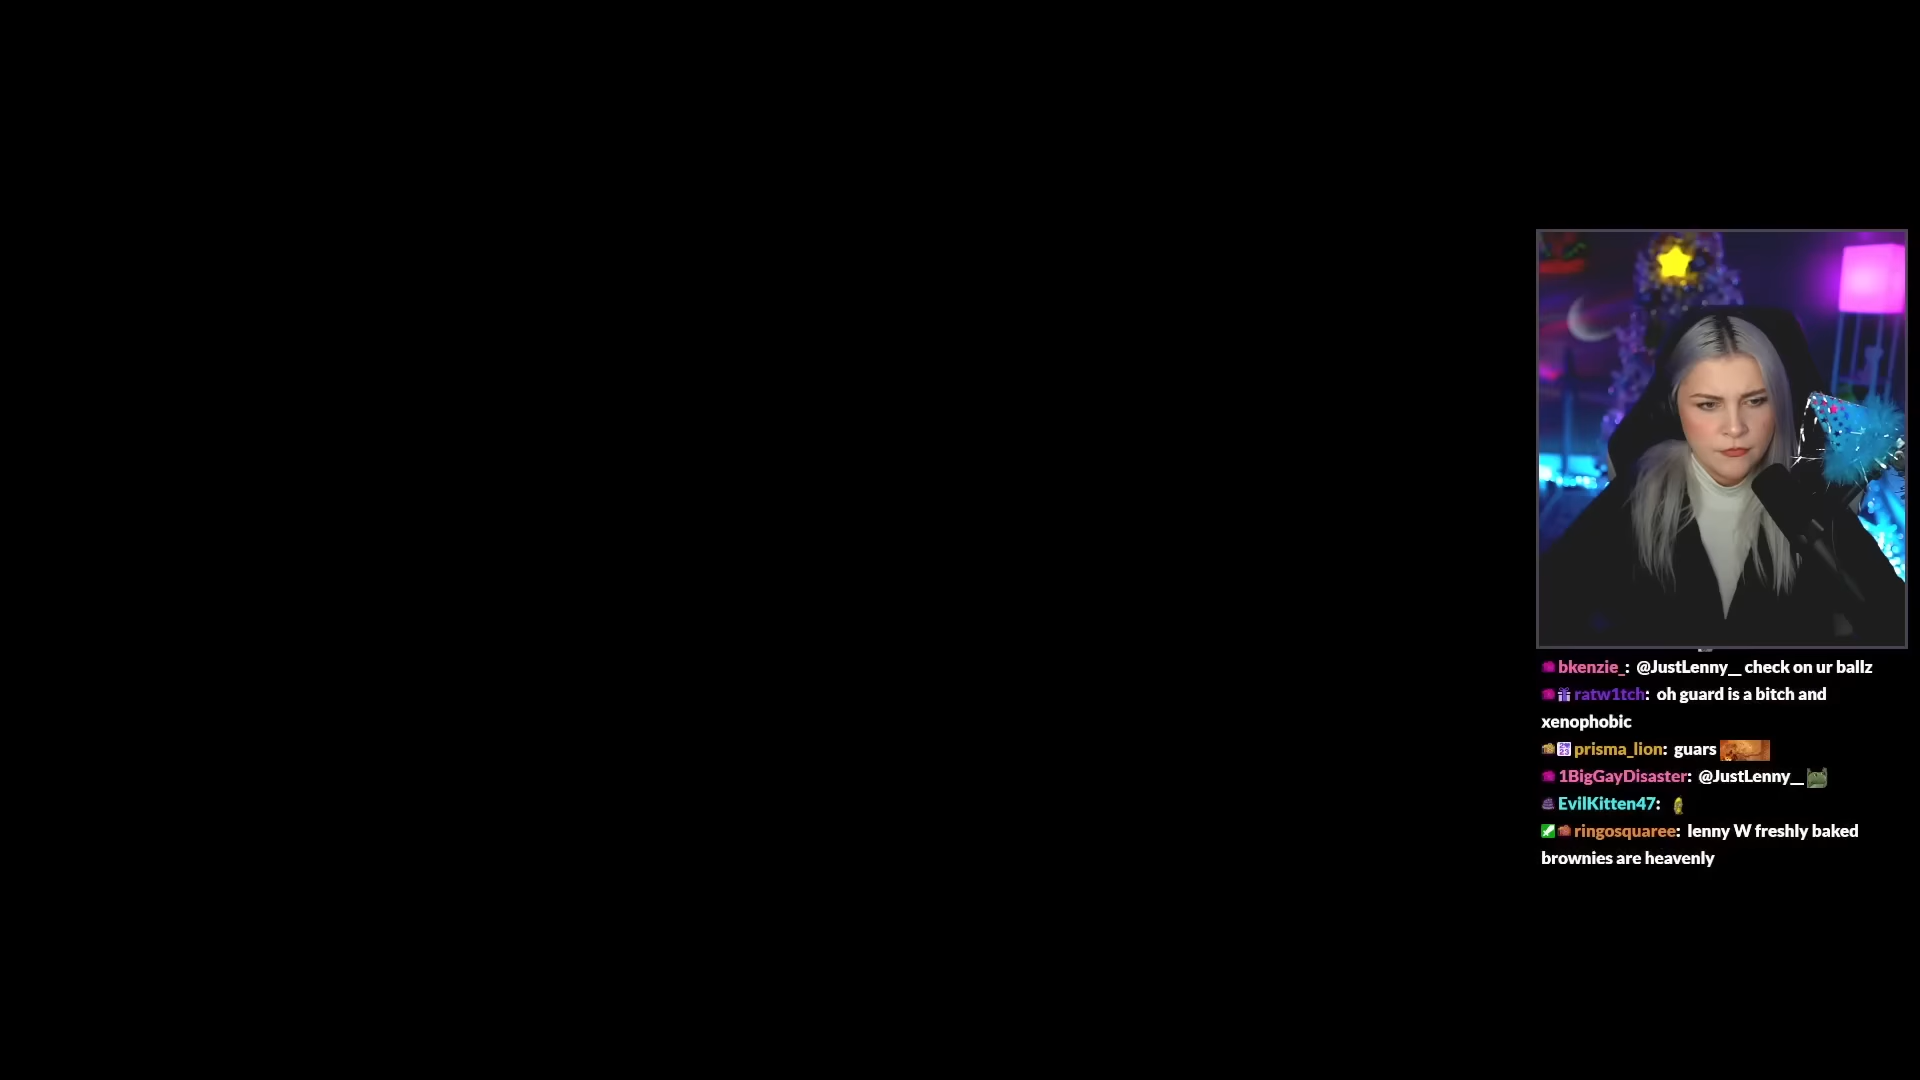 bkenzie_: @JustLenny__ check on ur ballz
ratw1tch: oh guard is a bitch and
xenophobic
prisma_lion: guars
1BigGayDisaster: @JustLenny__
EvilKitten47:
ringosquaree: lenny W freshly baked
brownies are heavenly